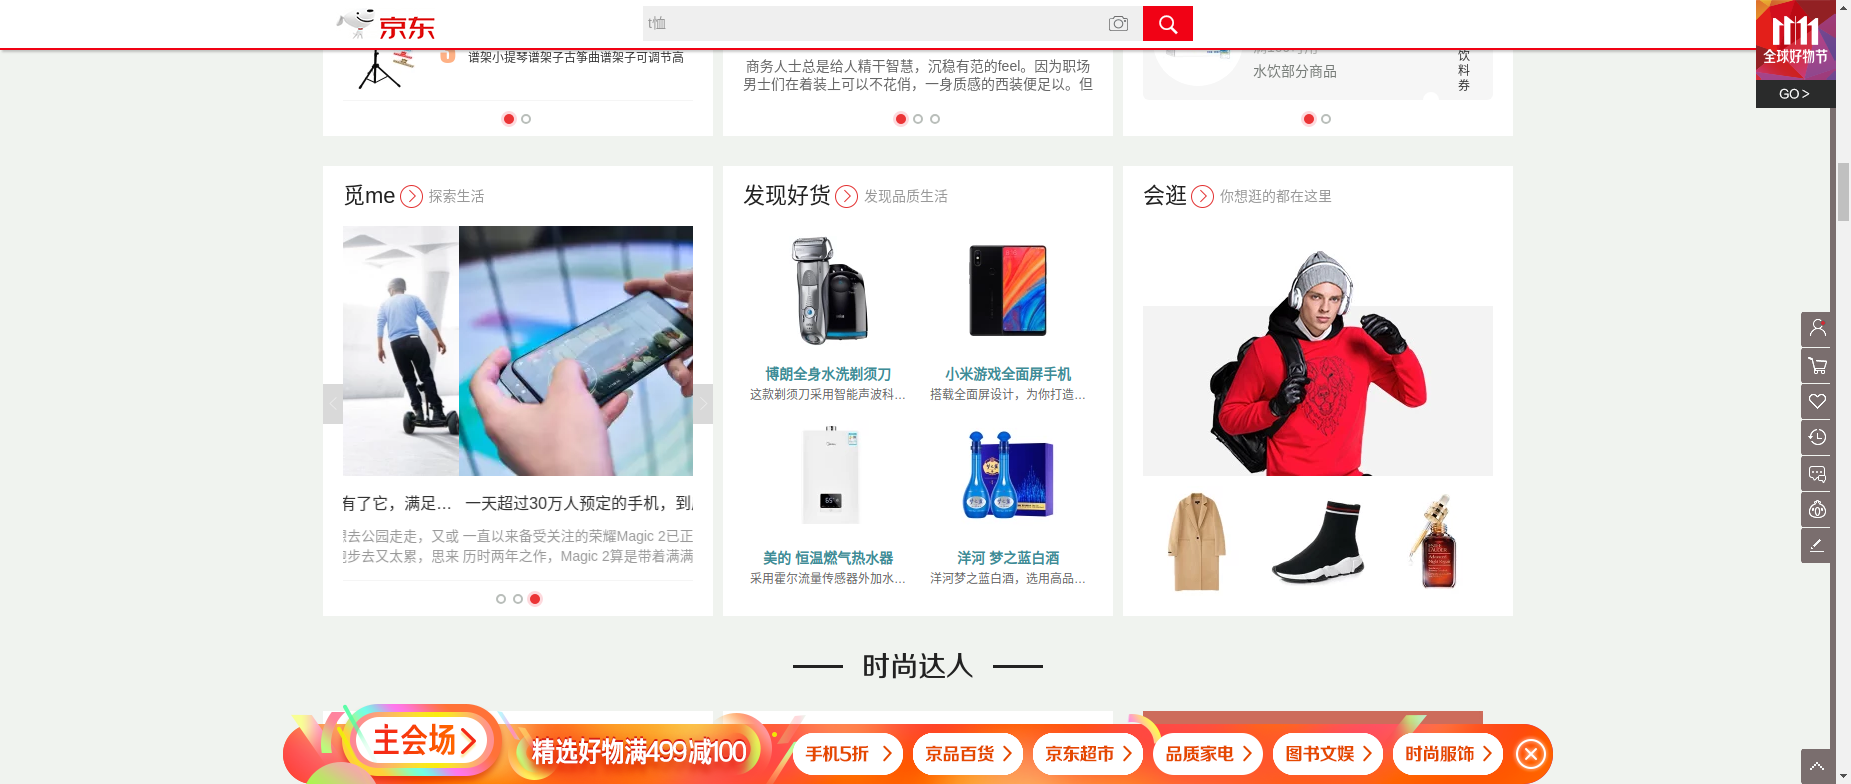 京东
t恤
全球好物节
GO >
谱架小提琴谱架子古筝曲谱架子可调节高
商务人士总是给人精干智慧，沉稳有范的feel。因为职场
男士们在着装上可以不花俏，一身质感的西装便足以。但
水饮部分商品
饮料券
觅me
探索生活
有了它，满足…
一天超过30万人预定的手机，到
去公园走走，又或
步去又太累，思来
一直以来备受关注的荣耀Magic 2已正
历时两年之作，Magic 2算是带着满满
发现好货
发现品质生活
博朗全身水洗剃须刀
这款剃须刀采用智能声波科…
小米游戏全面屏手机
搭载全面屏设计，为你打造…
美的 恒温燃气热水器
采用霍尔流量传感器外加水…
洋河 梦之蓝白酒
洋河梦之蓝白酒，选用高品…
会逛
你想逛的都在这里
时尚达人
主会场
精选好物满499减100
手机5折
京品百货
京东超市
品质家电
图书文娱
时尚服饰